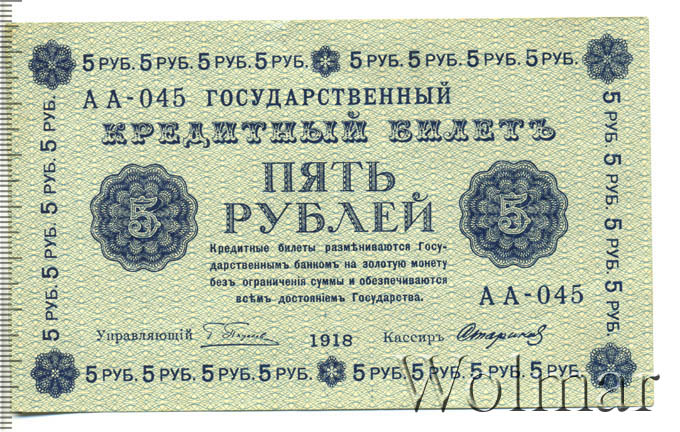 5 РУБ. 5 РУБ. 5 РУБ. 5 РУБ. 5 РУБ. 5 РУБ. 5 РУБ. 5 РУБ.
АА-045 ГОСУДАРСТВЕННЫЙ
КРЕДИТНЫЙ БИЛЕТЪ
ПЯТЬ
РУБЛЕЙ
5
5
Кредитные билеты размѣниваются Госу-
дарственнымъ банкомъ на золотую монету
безъ ограниченія суммы и обезпечиваются
всѣмъ достояніемъ Государства.
АА-045
Управляющій
1918
Кассиръ
5 РУБ. 5 РУБ. 5 РУБ. 5 РУБ. 5 РУБ. 5 РУБ. 5 РУБ. 5 РУБ.
5 РУБ. 5 РУБ. 5 РУБ. 5 РУБ.
5 РУБ. 5 РУБ. 5 РУБ. 5 РУБ.
Wolmar